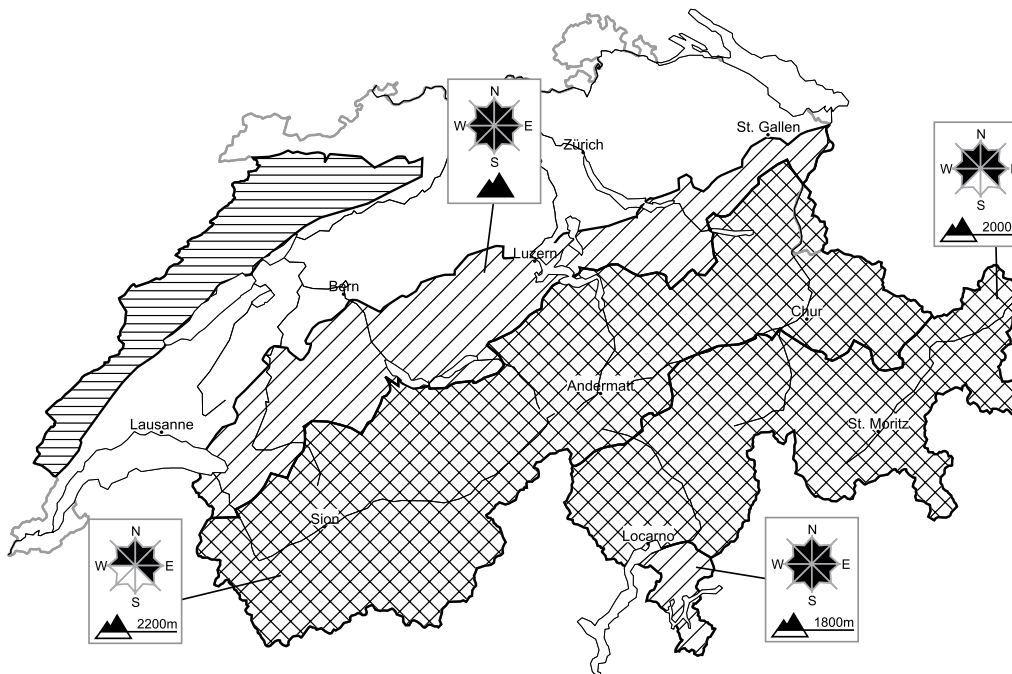 N
W E
S
St. Gallen
Zürich
N
W
S
2000
Luzern
Bern
Chur
Andermatt
Lausanne
St. Moritz
Sion
Locarno
N
W E
S
2200m
N
W E
S
1800m